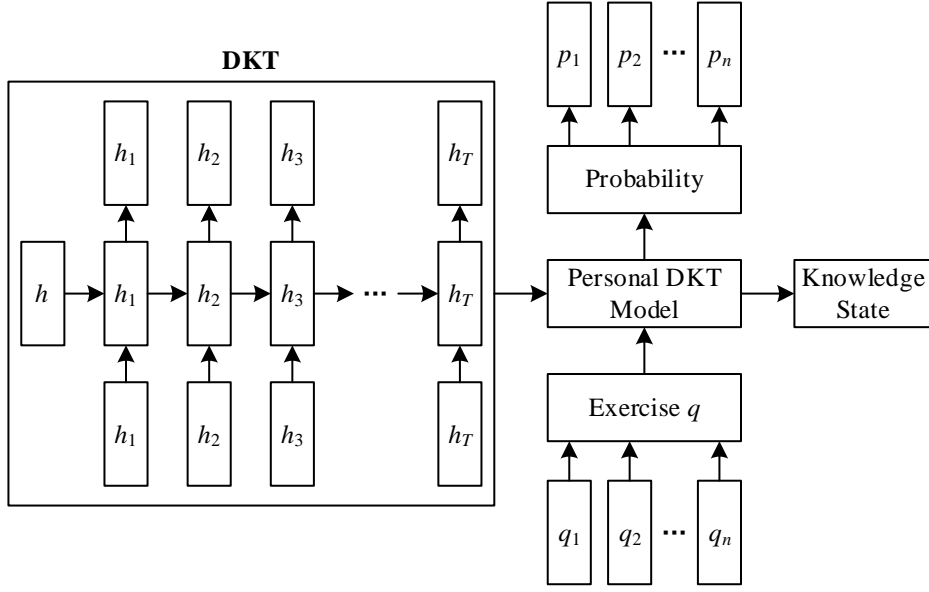 DKT
p1 p2 ··· pn
h1 h2 h3 hT
Probability
h h1 h2 h3 ··· hT
Personal DKT
Model
Knowledge
State
h1 h2 h3 hT
Exercise q
q1 q2 ··· qn